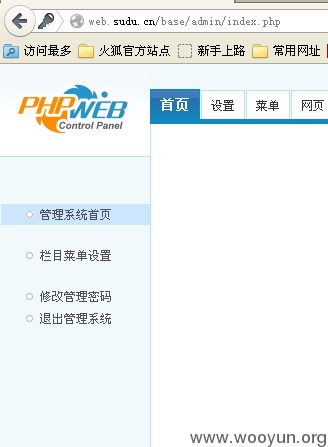 web.sudu.cn/base/admin/index.php
访问最多 火狐官方站点 新手上路 常用网址
PHPWEB
Control Panel
首页 设置 菜单 网页
管理系统首页
栏目菜单设置
修改管理密码
退出管理系统
www.wooyun.org